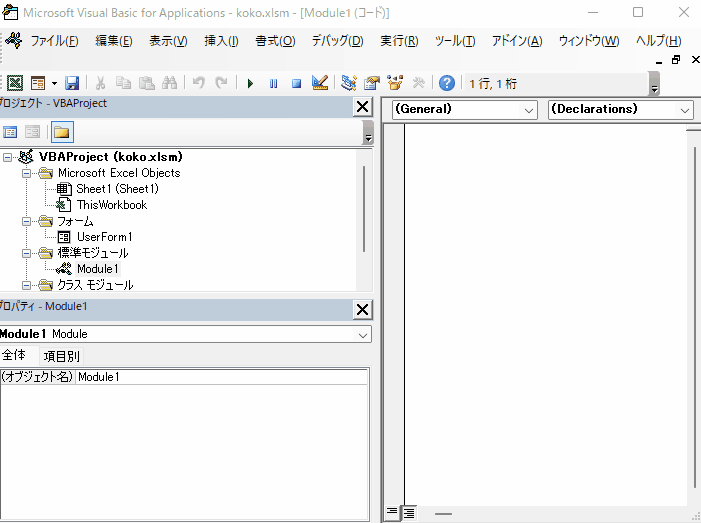 Microsoft Visual Basic for Applications - koko.xlsm - [Module1 (コード)]
ファイル(F) 編集(E) 表示(V) 挿入(I) 書式(O) デバッグ(D) 実行(R) ツール(T) アドイン(A) ウィンドウ(W) ヘルプ(H)
1 行, 1 桁
プロジェクト - VBAProject
(General) (Declarations)
VBAProject (koko.xlsm)
Microsoft Excel Objects
Sheet1 (Sheet1)
ThisWorkbook
フォーム
UserForm1
標準モジュール
Module1
クラス モジュール
プロパティ - Module1
Module1 Module
全体 項目別
(オブジェクト名) Module1